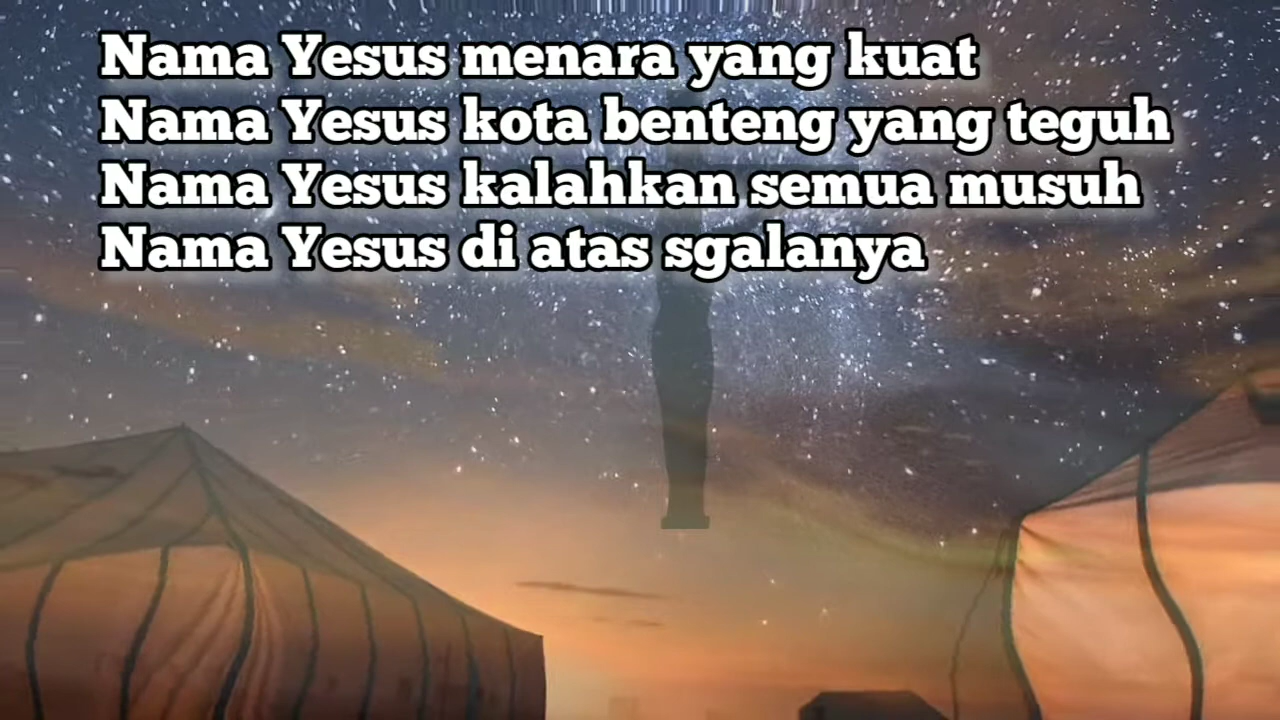 Nama Yesus menara yang kuat
Nama Yesus kota benteng yang teguh
Nama Yesus kalahkan semua musuh
Nama Yesus di atas sgalanya